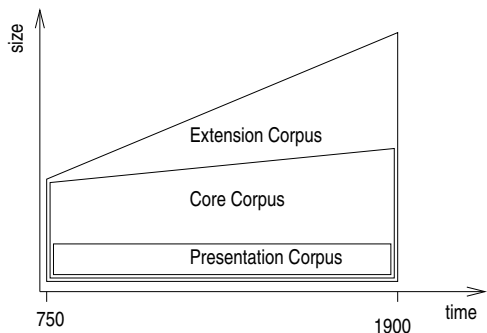 size
Extension Corpus
Core Corpus
Presentation Corpus
750
1900
time